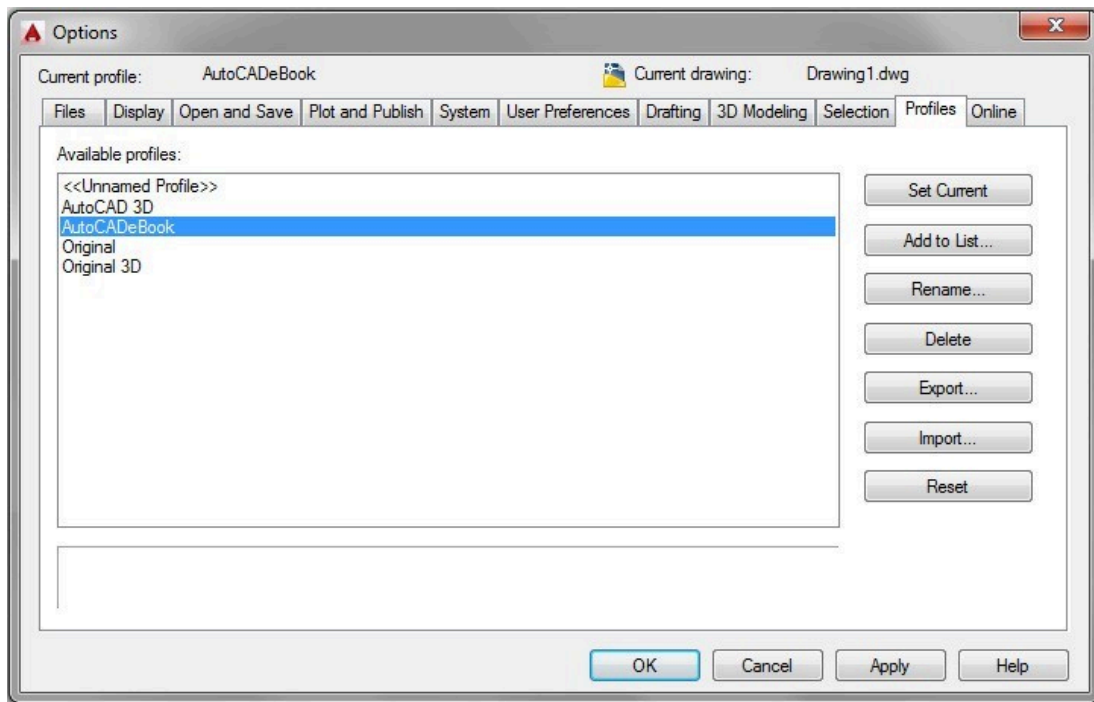 Options
Current profile: AutoCADeBook Current drawing: Drawing1.dwg
Files Display Open and Save Plot and Publish System User Preferences Drafting 3D Modeling Selection Profiles Online
Available profiles:
<<Unnamed Profile>>
AutoCAD 3D
AutoCADeBook
Original
Original 3D
Set Current
Add to List...
Rename...
Delete
Export...
Import...
Reset
OK Cancel Apply Help